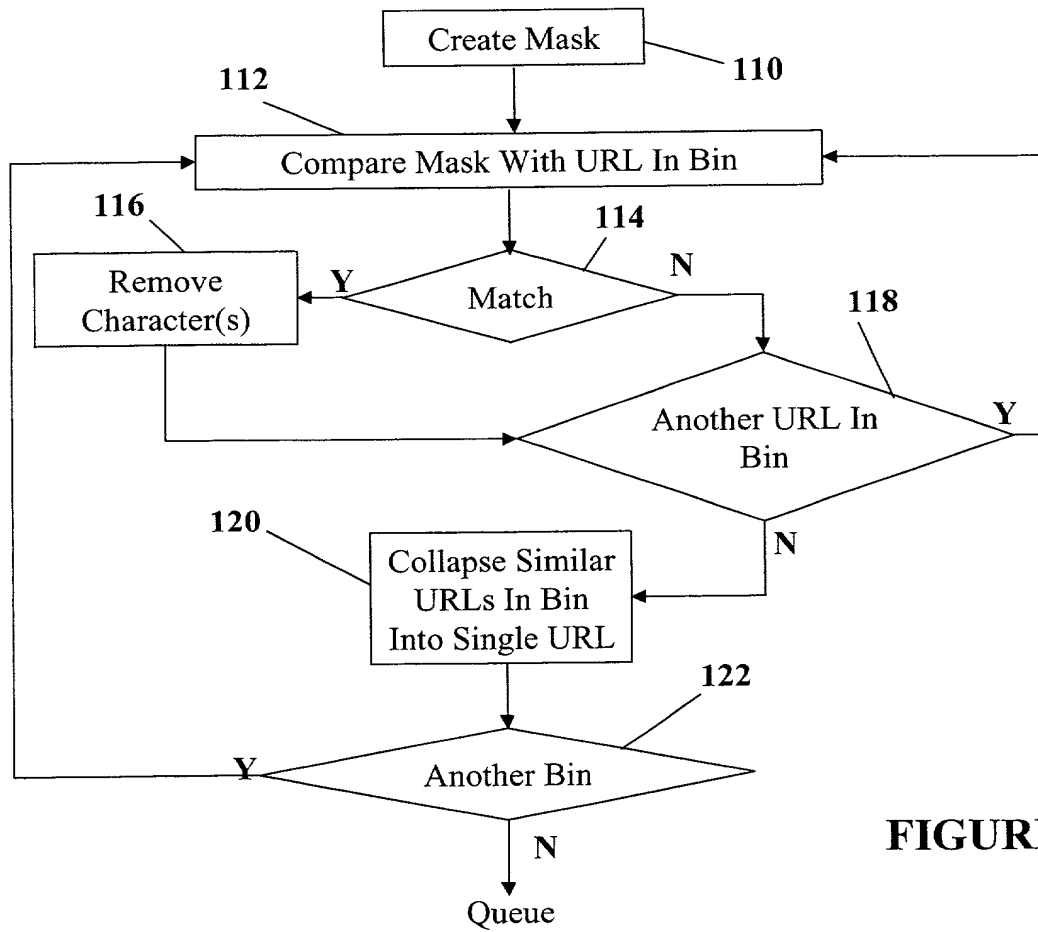 Create Mask
110
112
Compare Mask With URL In Bin
116
114
Y
N
Remove
Character(s)
Match
118
Another URL In
Bin
Y
120
N
Collapse Similar
URLs In Bin
Into Single URL
122
Y
Another Bin
N
FIGUR
Queue